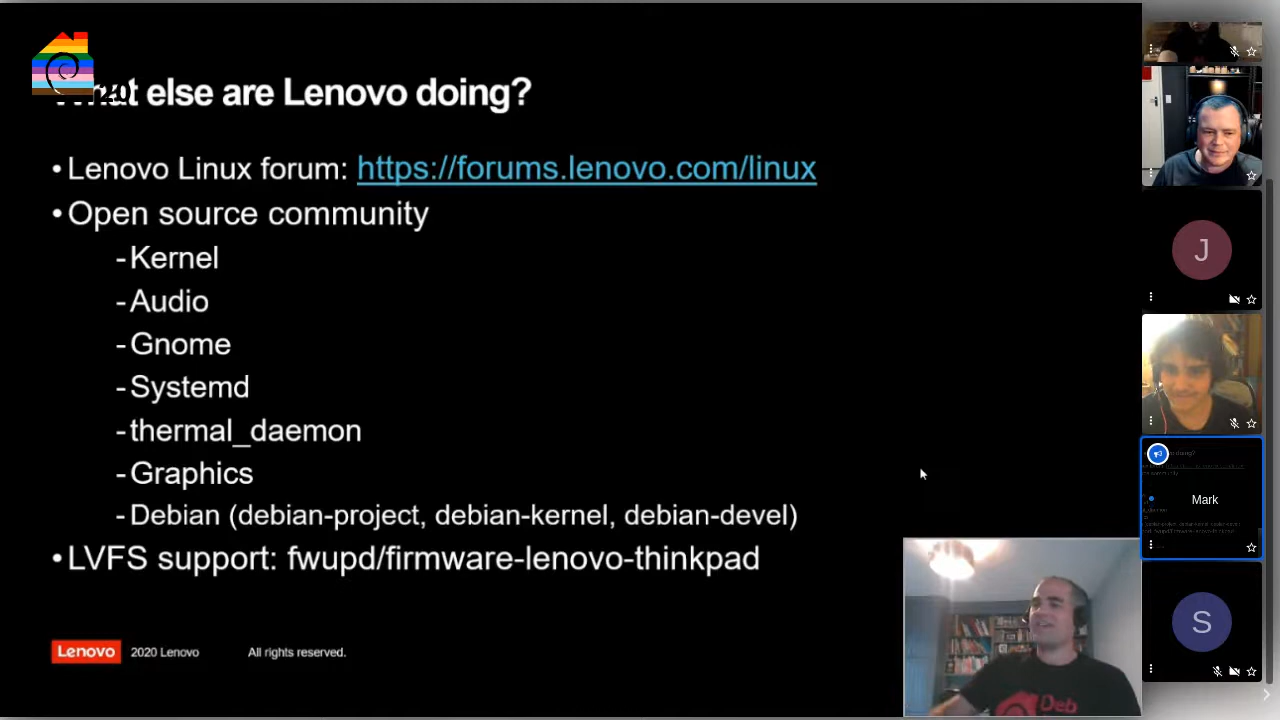 What else are Lenovo doing?
• Lenovo Linux forum: https://forums.lenovo.com/linux
• Open source community
- Kernel
- Audio
- Gnome
- Systemd
- thermal_daemon
- Graphics
- Debian (debian-project, debian-kernel, debian-devel)
• LVFS support: fwupd/firmware-lenovo-thinkpad
Lenovo 2020 Lenovo All rights reserved.
J
Mark
S
Deb